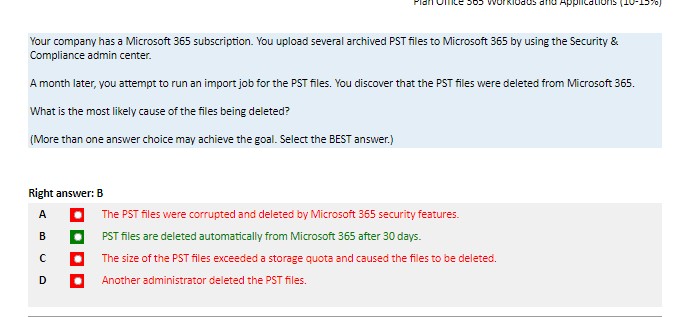 Plan Office 365 Workloads and Applications (10-15%)
Your company has a Microsoft 365 subscription. You upload several archived PST files to Microsoft 365 by using the Security &
Compliance admin center.
A month later, you attempt to run an import job for the PST files. You discover that the PST files were deleted from Microsoft 365.
What is the most likely cause of the files being deleted?
(More than one answer choice may achieve the goal. Select the BEST answer.)
Right answer: B
A The PST files were corrupted and deleted by Microsoft 365 security features.
B PST files are deleted automatically from Microsoft 365 after 30 days.
C The size of the PST files exceeded a storage quota and caused the files to be deleted.
D Another administrator deleted the PST files.